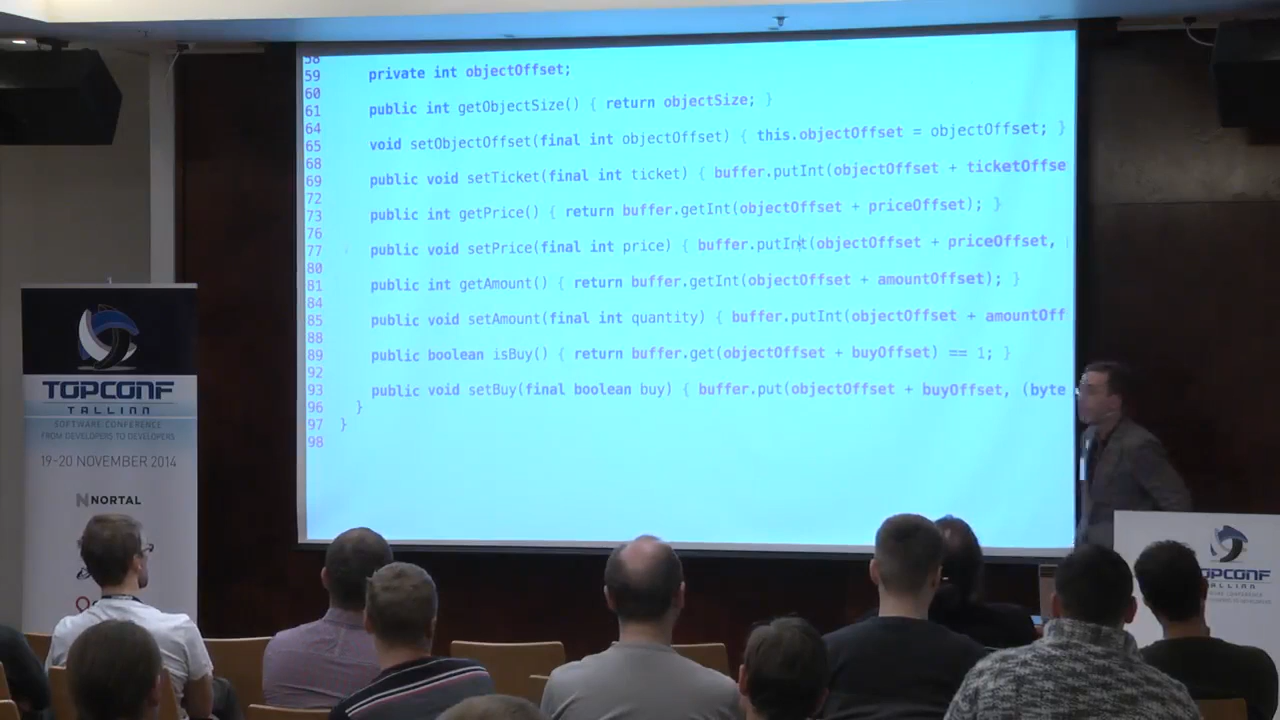 58
59 private int objectOffset;
60
61 public int getObjectSize() { return objectSize; }
64
65 void setObjectOffset(final int objectOffset) { this.objectOffset = objectOffset; }
68
69 public void setTicket(final int ticket) { buffer.putInt(objectOffset + ticketOffse
72
73 public int getPrice() { return buffer.getInt(objectOffset + priceOffset); }
76
77 public void setPrice(final int price) { buffer.putInt(objectOffset + priceOffset,
80
81 public int getAmount() { return buffer.getInt(objectOffset + amountOffset); }
84
85 public void setAmount(final int quantity) { buffer.putInt(objectOffset + amountOff
88
89 public boolean isBuy() { return buffer.get(objectOffset + buyOffset) == 1; }
92
93 public void setBuy(final boolean buy) { buffer.put(objectOffset + buyOffset, (byte
96 }
97 }
98
TOPCONF
TALLINN
SOFTWARE CONFERENCE
FROM DEVELOPERS TO DEVELOPERS
19-20 NOVEMBER 2014
NORTAL
TOPCONF
TALLINN